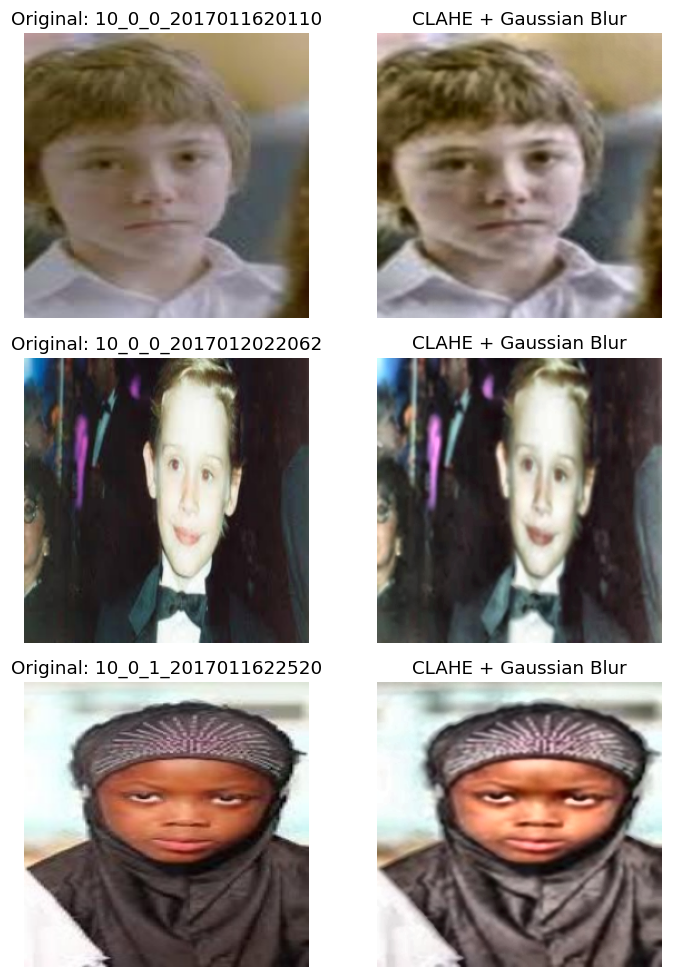 Original: 10_0_0_2017011620110
CLAHE + Gaussian Blur
Original: 10_0_0_2017012022062
CLAHE + Gaussian Blur
Original: 10_0_1_2017011622520
CLAHE + Gaussian Blur